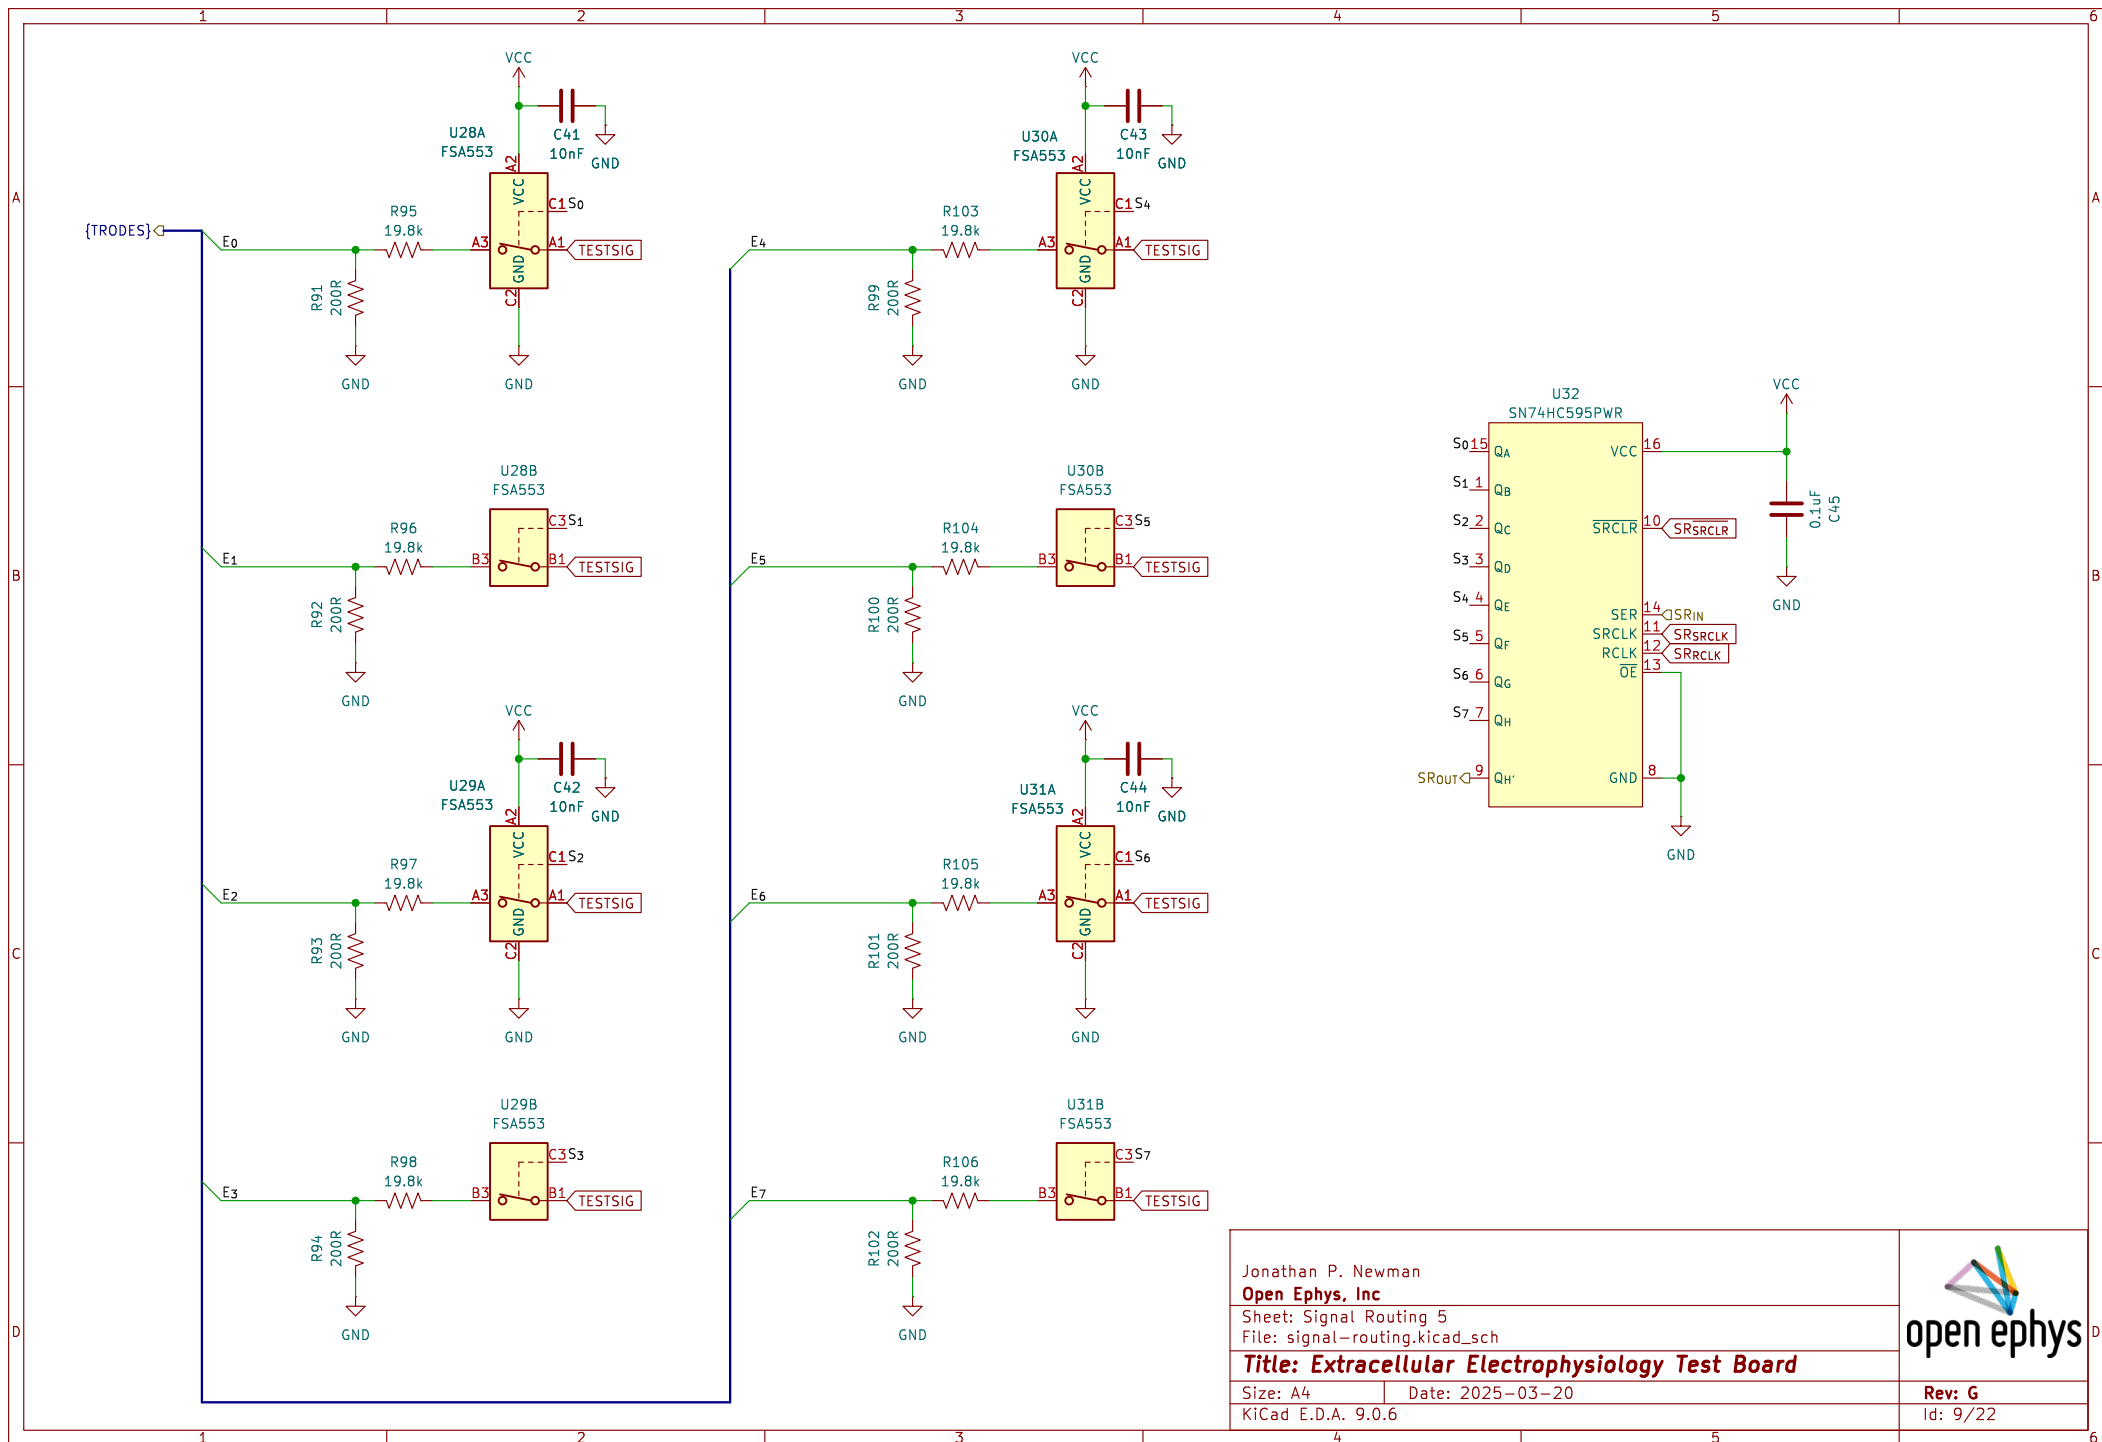 1 2 3 4 5 6
A
B
C
D
A
B
C
D
1 2 3 4 5 6
{TRODES}
VCC
C41
10nF
GND
U28A
FSA553
A2
VCC
C1 S0
E0
R95
19.8k
A3
A1
TESTSIG
GND
C2
R91
200R
GND
GND
U28B
FSA553
C3 S1
E1
R96
19.8k
B3
B1
TESTSIG
R92
200R
GND
VCC
C42
10nF
GND
U29A
FSA553
A2
VCC
C1 S2
E2
R97
19.8k
A3
A1
TESTSIG
GND
C2
R93
200R
GND
GND
U29B
FSA553
C3 S3
E3
R98
19.8k
B3
B1
TESTSIG
R94
200R
GND
VCC
C43
10nF
GND
U30A
FSA553
A2
VCC
C1 S4
E4
R103
19.8k
A3
A1
TESTSIG
GND
C2
R99
200R
GND
GND
U30B
FSA553
C3 S5
E5
R104
19.8k
B3
B1
TESTSIG
R100
200R
GND
VCC
C44
10nF
GND
U31A
FSA553
A2
VCC
C1 S6
E6
R105
19.8k
A3
A1
TESTSIG
GND
C2
R101
200R
GND
GND
U31B
FSA553
C3 S7
E7
R106
19.8k
B3
B1
TESTSIG
R102
200R
GND
U32
SN74HC595PWR
S0 15 QA
S1 1 QB
S2 2 QC
S3 3 QD
S4 4 QE
S5 5 QF
S6 6 QG
S7 7 QH
SROUT 9 QH'
VCC 16
SRCLR 10 SRSRCLR
SER 14 SRIN
SRCLK 11 SRSRCLK
RCLK 12 SRRCLK
OE 13
GND 8
GND
VCC
0.1uF
C45
GND
Jonathan P. Newman
Open Ephys, Inc
Sheet: Signal Routing 5
File: signal-routing.kicad_sch
Title: Extracellular Electrophysiology Test Board
Size: A4 Date: 2025-03-20
KiCad E.D.A. 9.0.6
open ephys
Rev: G
Id: 9/22